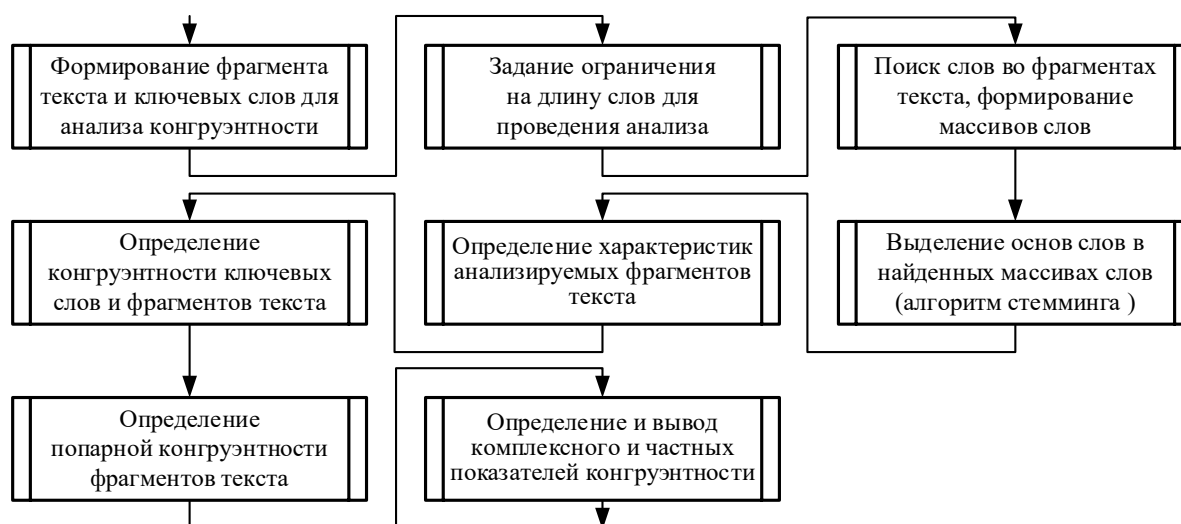 Формирование фрагмента
текста и ключевых слов для
анализа конгруэнтности
Задание ограничения
на длину слов для
проведения анализа
Поиск слов во фрагментах
текста, формирование
массивов слов
Определение
конгруэнтности ключевых
слов и фрагментов текста
Определение характеристик
анализируемых фрагментов
текста
Выделение основ слов в
найденных массивах слов
(алгоритм стемминга )
Определение
попарной конгруэнтности
фрагментов текста
Определение и вывод
комплексного и частных
показателей конгруэнтности